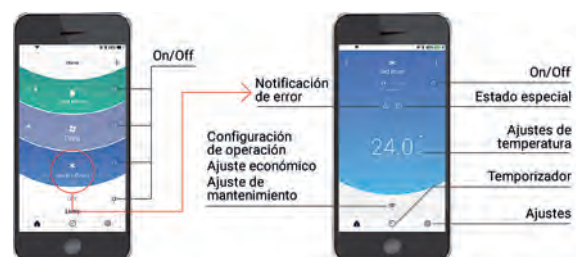 Home
On/Off
Notificación
de error
Configuración
de operación
Ajuste económico
Ajuste de
mantenimiento
24.0
On/Off
Estado especial
Ajustes de
temperatura
Temporizador
Ajustes